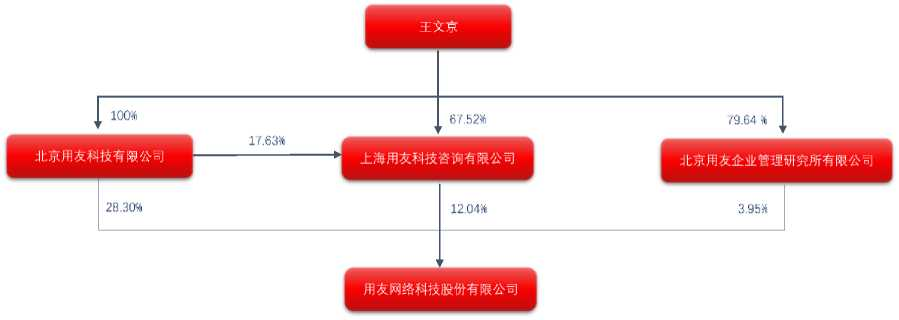 王文京
100%
67.52%
79.64 %
北京用友科技有限公司
17.63%
上海用友科技咨询有限公司
北京用友企业管理研究所有限公司
28.30%
12.04%
3.95%
用友网络科技股份有限公司